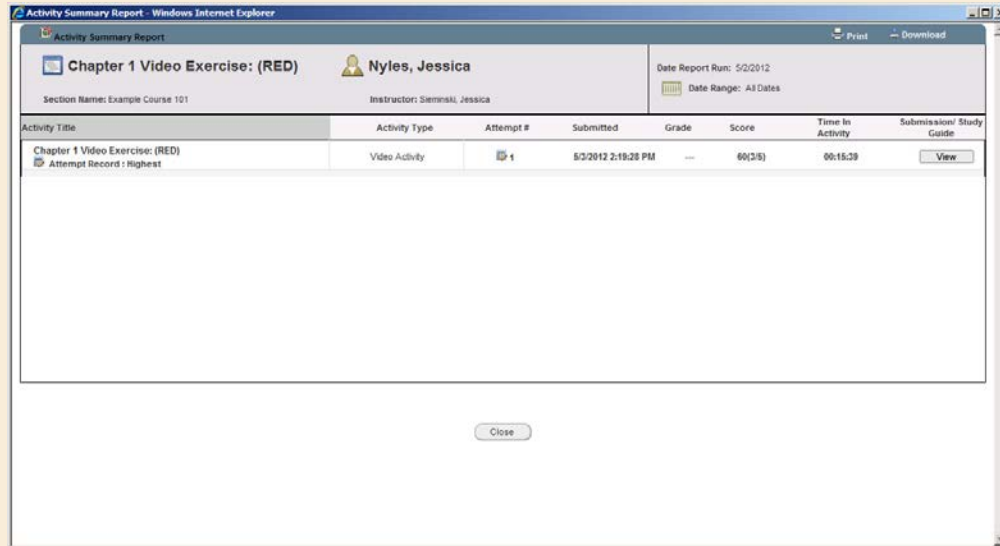 Activity Summary Report - Windows Internet Explorer
Activity Summary Report Print Download
Chapter 1 Video Exercise: (RED) Nyles, Jessica
Date Report Run: 5/2/2012
Date Range: All Dates
Section Name: Example Course 101 Instructor: Sieminski, Jessica
Activity Title Activity Type Attempt # Submitted Grade Score Time In Activity Submission/ Study Guide
Chapter 1 Video Exercise: (RED) Video Activity 1 5/3/2012 2:19:28 PM --- 60(3/5) 00:15:39 View
Attempt Record : Highest
Close